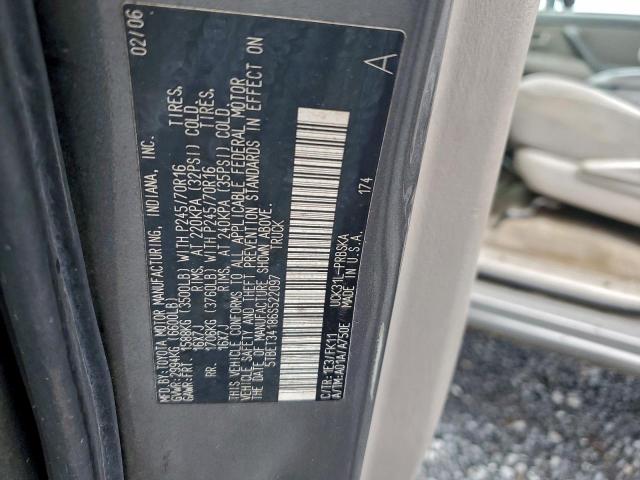 MFD.BY:TOYOTA MOTOR MANUFACTURING, INDIANA, INC. 02/06
GVWR:2994KG (6600LB)
GAWR:FRT. 1588KG (3500LB) WITH P245/70R16 TIRES.
16X7J RIMS, AT 220KPA (32PSI) COLD.
RR. 1706KG (3760LB) WITH P245/70R16 TIRES.
16X7J RIMS, AT 240KPA (35PSI) COLD.
THIS VEHICLE CONFORMS TO ALL APPLICABLE FEDERAL MOTOR
VEHICLE SAFETY AND THEFT PREVENTION STANDARDS IN EFFECT ON
THE DATE OF MANUFACTURE SHOWN ABOVE.
5TBET34186S522097 TRUCK
A
C/TR:1E3/FK11 UCK31L-PRBSKA 174
A/TM:A01A/A750E MADE IN U.S.A.